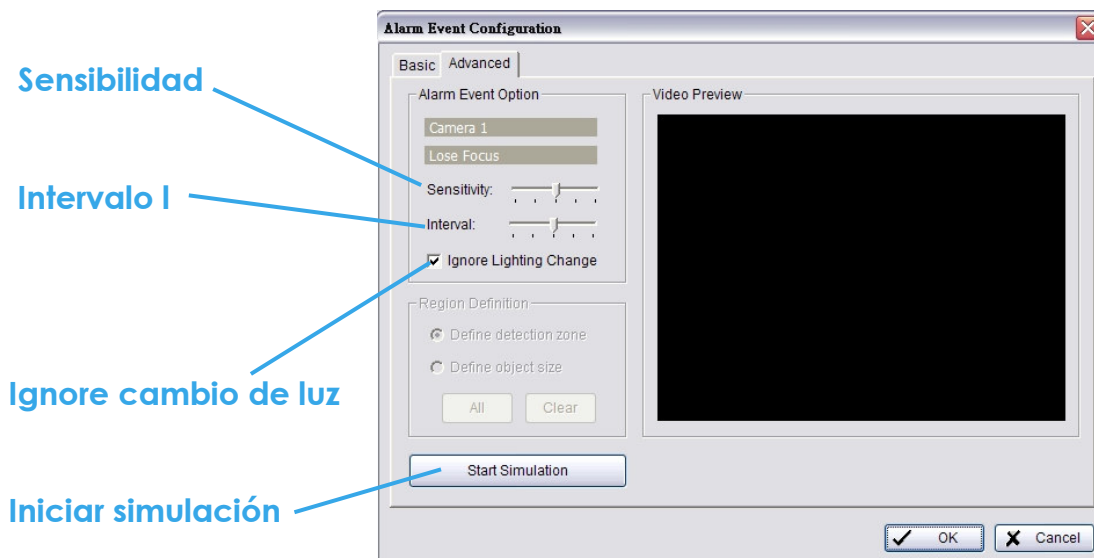 Alarm Event Configuration
Basic
Advanced
Sensibilidad
Alarm Event Option
Video Preview
Camera 1
Lose Focus
Sensitivity:
Intervalo I
Interval:
Ignore Lighting Change
Region Definition
Define detection zone
Define object size
Ignore cambio de luz
All
Clear
Start Simulation
Iniciar simulación
OK
Cancel